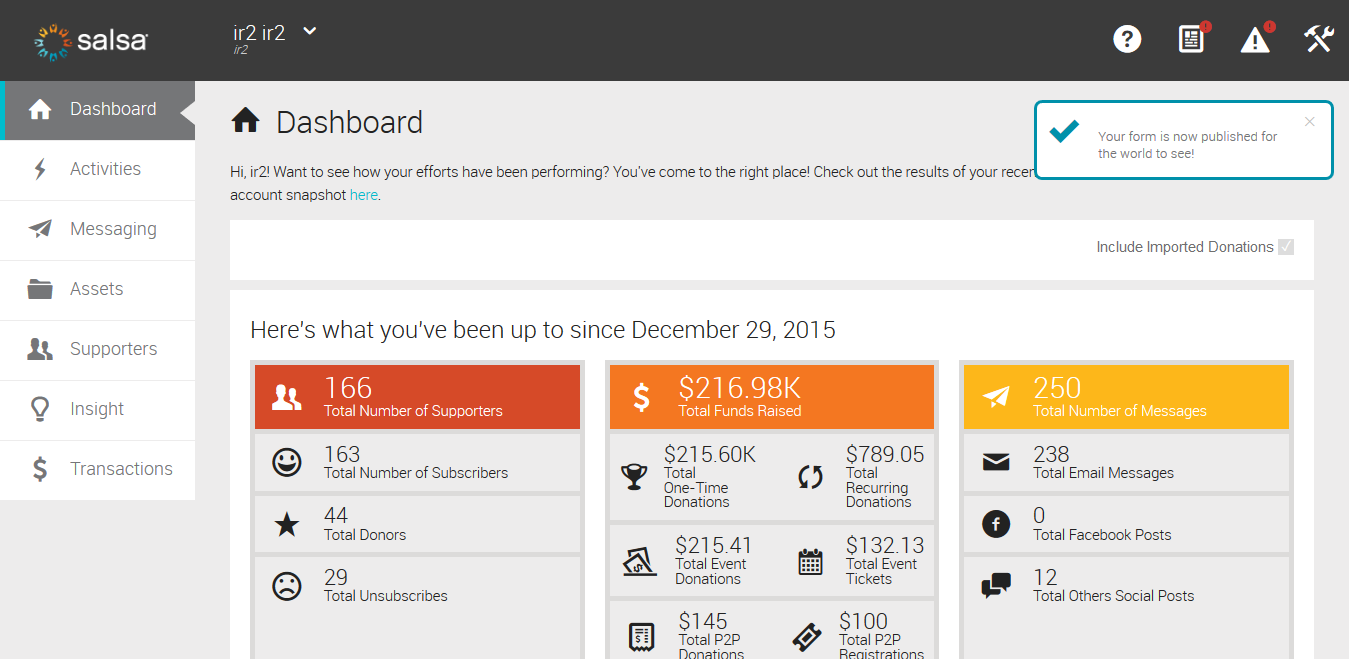 salsa
ir2 ir2
ir2
?
Dashboard
Activities
Messaging
Assets
Supporters
Insight
Transactions
Dashboard
Your form is now published for
the world to see!
Hi, ir2! Want to see how your efforts have been performing? You've come to the right place! Check out the results of your recen
account snapshot here.
Include Imported Donations
Here's what you've been up to since December 29, 2015
166
Total Number of Supporters
163
Total Number of Subscribers
44
Total Donors
29
Total Unsubscribes
$216.98K
Total Funds Raised
$215.60K
Total
One-Time
Donations
$789.05
Total
Recurring
Donations
$215.41
Total Event
Donations
$132.13
Total Event
Tickets
$145
Total P2P
Donations
$100
Total P2P
Registrations
250
Total Number of Messages
238
Total Email Messages
0
Total Facebook Posts
12
Total Others Social Posts